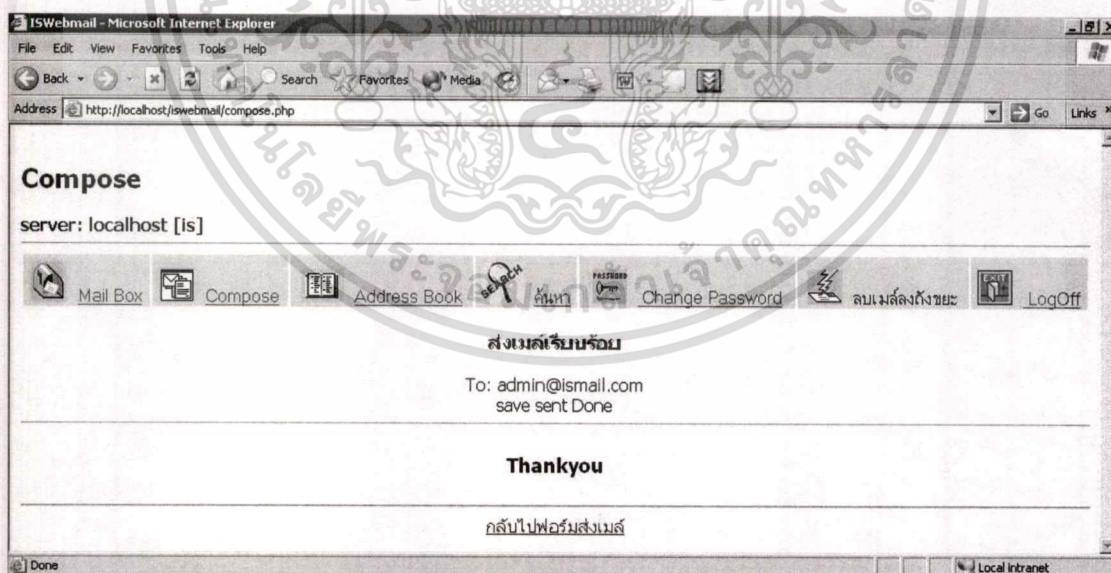 ISWebmail - Microsoft Internet Explorer
File Edit View Favorites Tools Help
Back Search Favorites Media
Address http://localhost/iswebmail/compose.php Go Links »
Compose
server: localhost [is]
Mail Box Compose Address Book SEARCH ค้นหา PASSWORD Change Password ลบเมล์ลงถังขยะ LogOff
ส่งเมล์เรียบร้อย
To: admin@ismail.com
save sent Done
Thankyou
กลับไปฟอร์มส่งเมล์
Done Local intranet